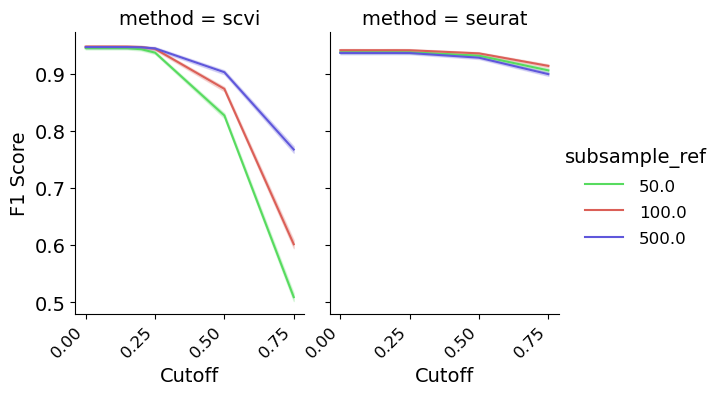 method = scvi
method = seurat
F1 Score
0.9
0.8
0.7
0.6
0.5
0.00
0.25
0.50
0.75
Cutoff
0.00
0.25
0.50
0.75
Cutoff
subsample_ref
50.0
100.0
500.0